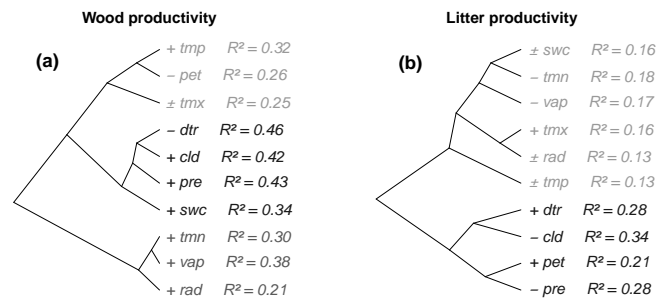 Wood productivity
(a)
+ tmp R² = 0.32
− pet R² = 0.26
± tmx R² = 0.25
− dtr R² = 0.46
+ cld R² = 0.42
+ pre R² = 0.43
+ swc R² = 0.34
+ tmn R² = 0.30
+ vap R² = 0.38
+ rad R² = 0.21
Litter productivity
(b)
± swc R² = 0.16
− tmn R² = 0.18
− vap R² = 0.17
+ tmx R² = 0.16
± rad R² = 0.13
± tmp R² = 0.13
+ dtr R² = 0.28
− cld R² = 0.34
+ pet R² = 0.21
− pre R² = 0.28